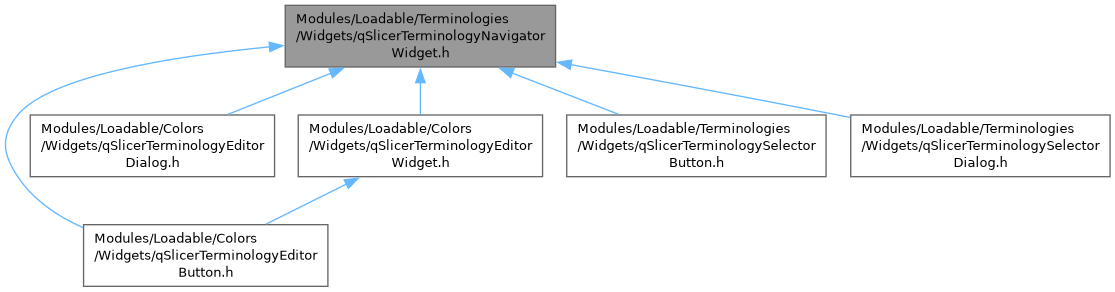 Modules/Loadable/Terminologies
/Widgets/qSlicerTerminologyNavigator
Widget.h
Modules/Loadable/Colors
/Widgets/qSlicerTerminologyEditor
Dialog.h
Modules/Loadable/Colors
/Widgets/qSlicerTerminologyEditor
Widget.h
Modules/Loadable/Terminologies
/Widgets/qSlicerTerminologySelector
Button.h
Modules/Loadable/Terminologies
/Widgets/qSlicerTerminologySelector
Dialog.h
Modules/Loadable/Colors
/Widgets/qSlicerTerminologyEditor
Button.h